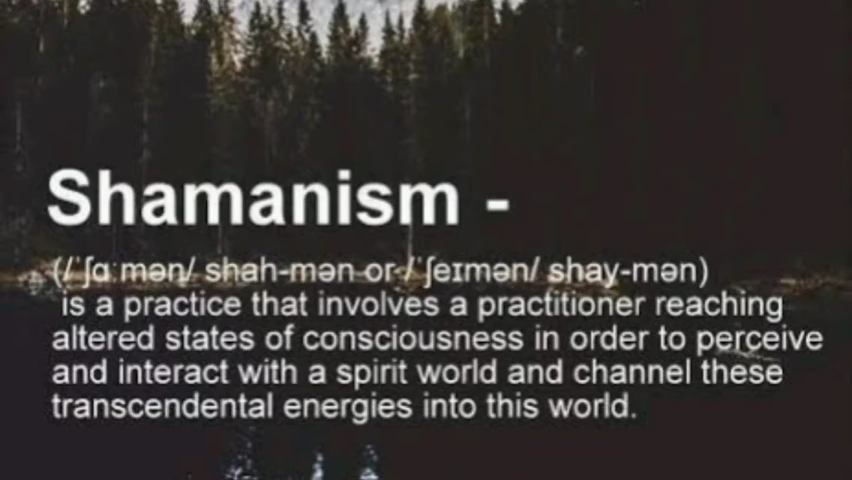 Shamanism -
(/ˈʃɑːmən/ shah-mən or /ˈʃeɪmən/ shay-mən)
is a practice that involves a practitioner reaching
altered states of consciousness in order to perceive
and interact with a spirit world and channel these
transcendental energies into this world.